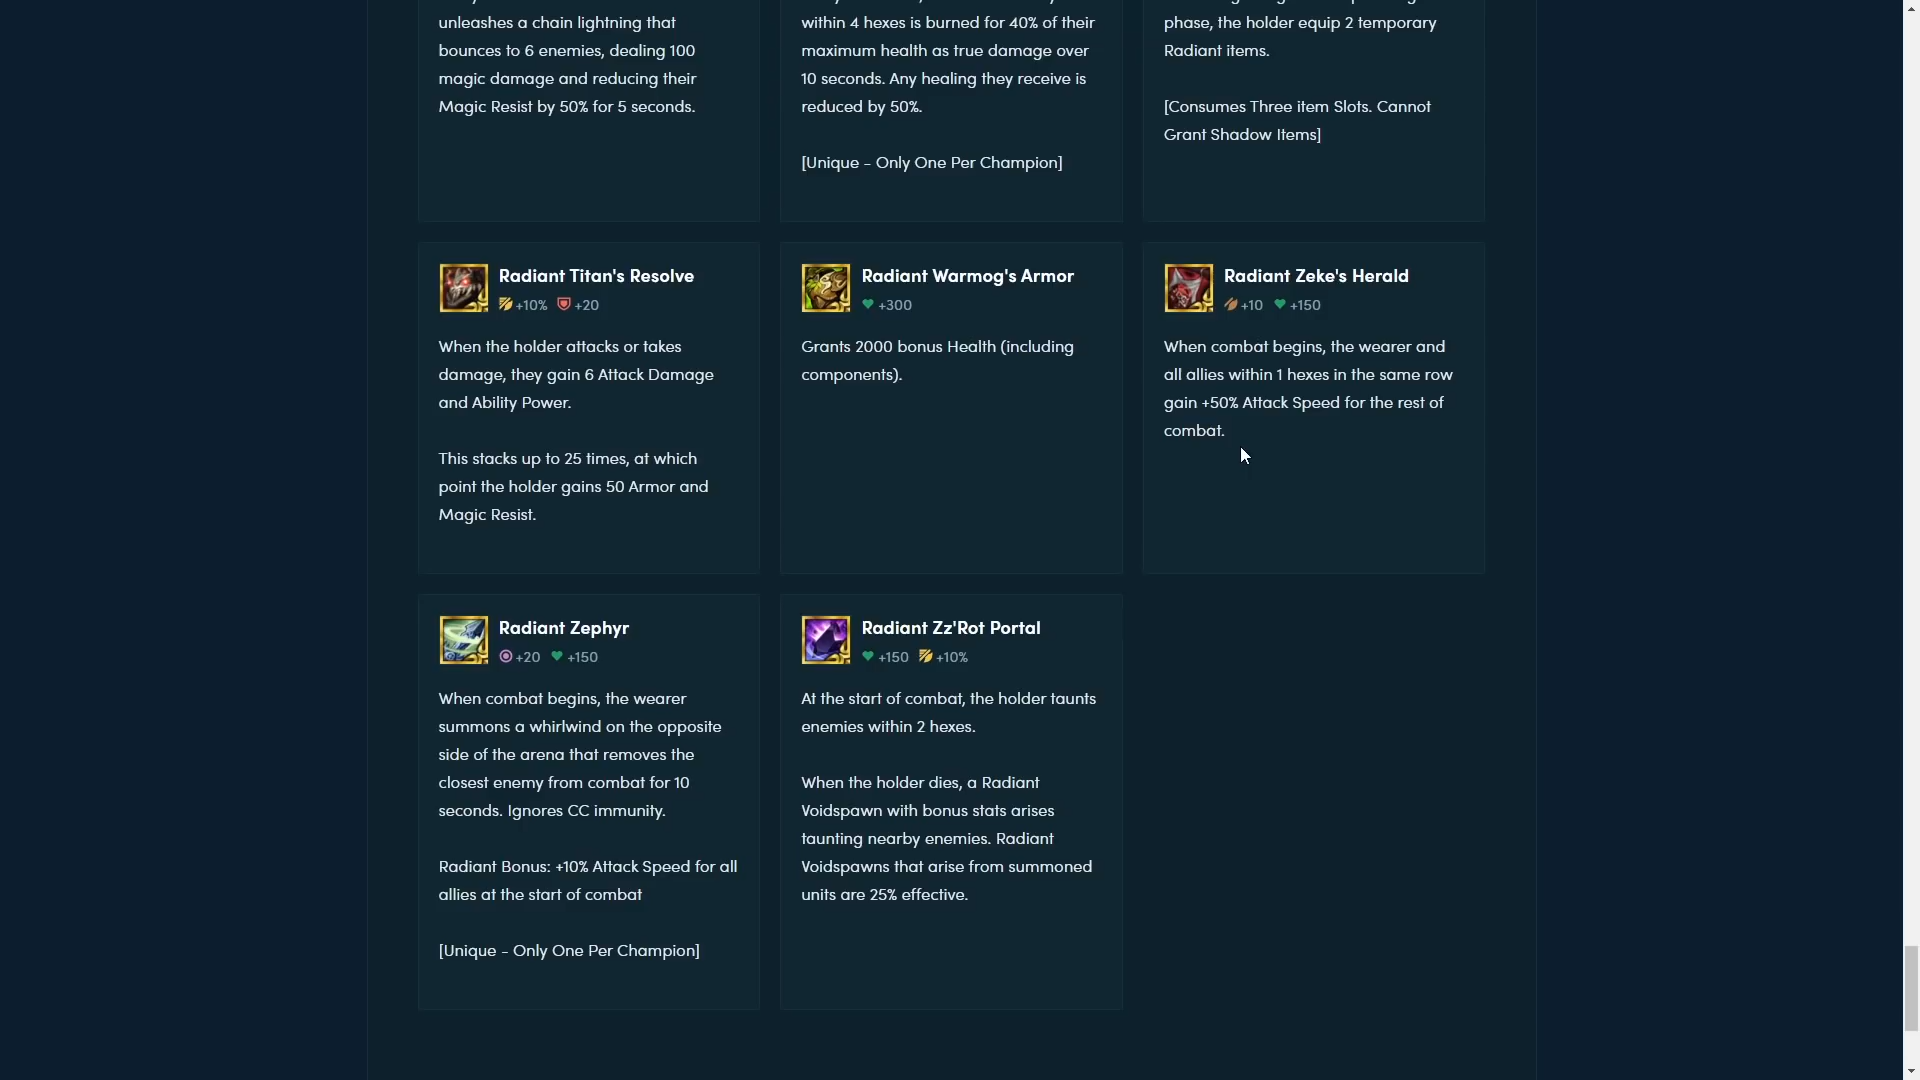 unleashes a chain lightning that
bounces to 6 enemies, dealing 100
magic damage and reducing their
Magic Resist by 50% for 5 seconds.
within 4 hexes is burned for 40% of their
maximum health as true damage over
10 seconds. Any healing they receive is
reduced by 50%.
[Unique - Only One Per Champion]
phase, the holder equip 2 temporary
Radiant items.
[Consumes Three item Slots. Cannot
Grant Shadow Items]
Radiant Titan's Resolve
+10% +20
When the holder attacks or takes
damage, they gain 6 Attack Damage
and Ability Power.
This stacks up to 25 times, at which
point the holder gains 50 Armor and
Magic Resist.
Radiant Warmog's Armor
+300
Grants 2000 bonus Health (including
components).
Radiant Zeke's Herald
+10 +150
When combat begins, the wearer and
all allies within 1 hexes in the same row
gain +50% Attack Speed for the rest of
combat.
Radiant Zephyr
+20 +150
When combat begins, the wearer
summons a whirlwind on the opposite
side of the arena that removes the
closest enemy from combat for 10
seconds. Ignores CC immunity.
Radiant Bonus: +10% Attack Speed for all
allies at the start of combat
[Unique - Only One Per Champion]
Radiant Zz'Rot Portal
+150 +10%
At the start of combat, the holder taunts
enemies within 2 hexes.
When the holder dies, a Radiant
Voidspawn with bonus stats arises
taunting nearby enemies. Radiant
Voidspawns that arise from summoned
units are 25% effective.